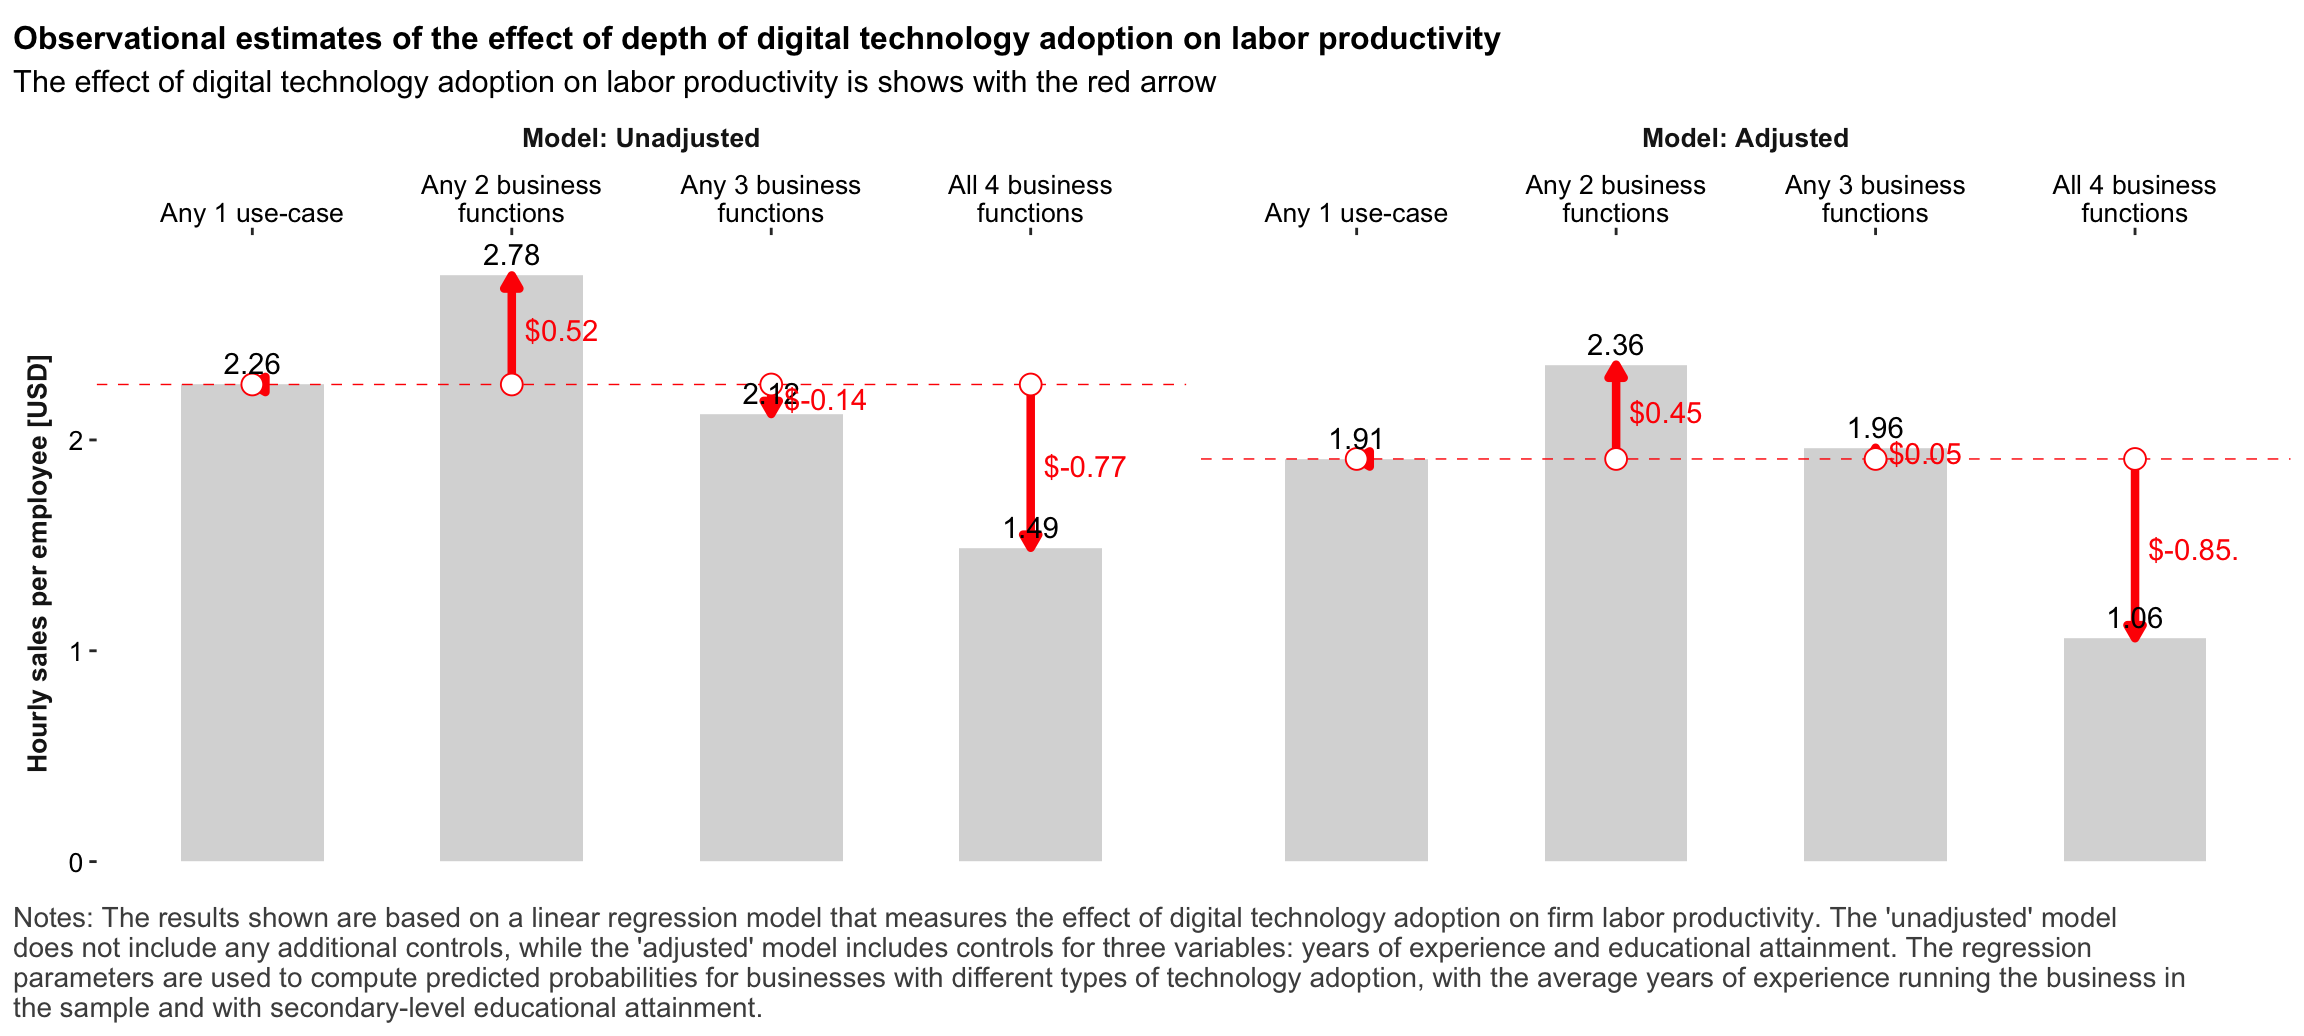 Observational estimates of the effect of depth of digital technology adoption on labor productivity
The effect of digital technology adoption on labor productivity is shows with the red arrow
Model: Unadjusted
Model: Adjusted
Any 1 use-case
Any 2 business
functions
Any 3 business
functions
All 4 business
functions
Any 1 use-case
Any 2 business
functions
Any 3 business
functions
All 4 business
functions
Hourly sales per employee [USD]
2
1
0
2.26
2.78
$0.52
2.12
$-0.14
$-0.77
1.49
1.91
2.36
$0.45
1.96
$0.05
$-0.85.
1.06
Notes: The results shown are based on a linear regression model that measures the effect of digital technology adoption on firm labor productivity. The 'unadjusted' model
does not include any additional controls, while the 'adjusted' model includes controls for three variables: years of experience and educational attainment. The regression
parameters are used to compute predicted probabilities for businesses with different types of technology adoption, with the average years of experience running the business in
the sample and with secondary-level educational attainment.